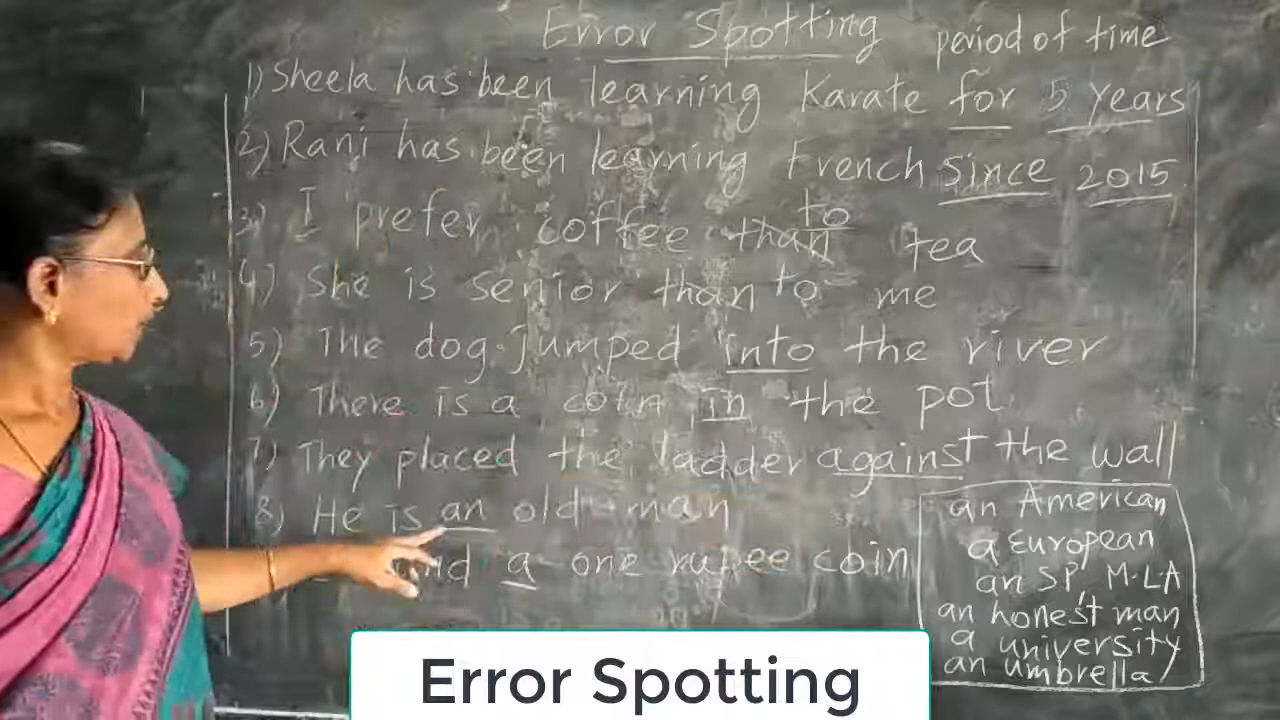 Error Spotting period of time
1) Sheela has been learning Karate for 5 years
2) Rani has been learning French since 2015
to
3) I prefer coffee than tea
4) She is senior than to me
5) The dog jumped into the river
6) There is a coin in the pot.
7) They placed the ladder against the wall
8) He is an old man
a one rupee coin
an American
a European
an SP, M.L.A
an honest man
a university
an umbrella
Error Spotting